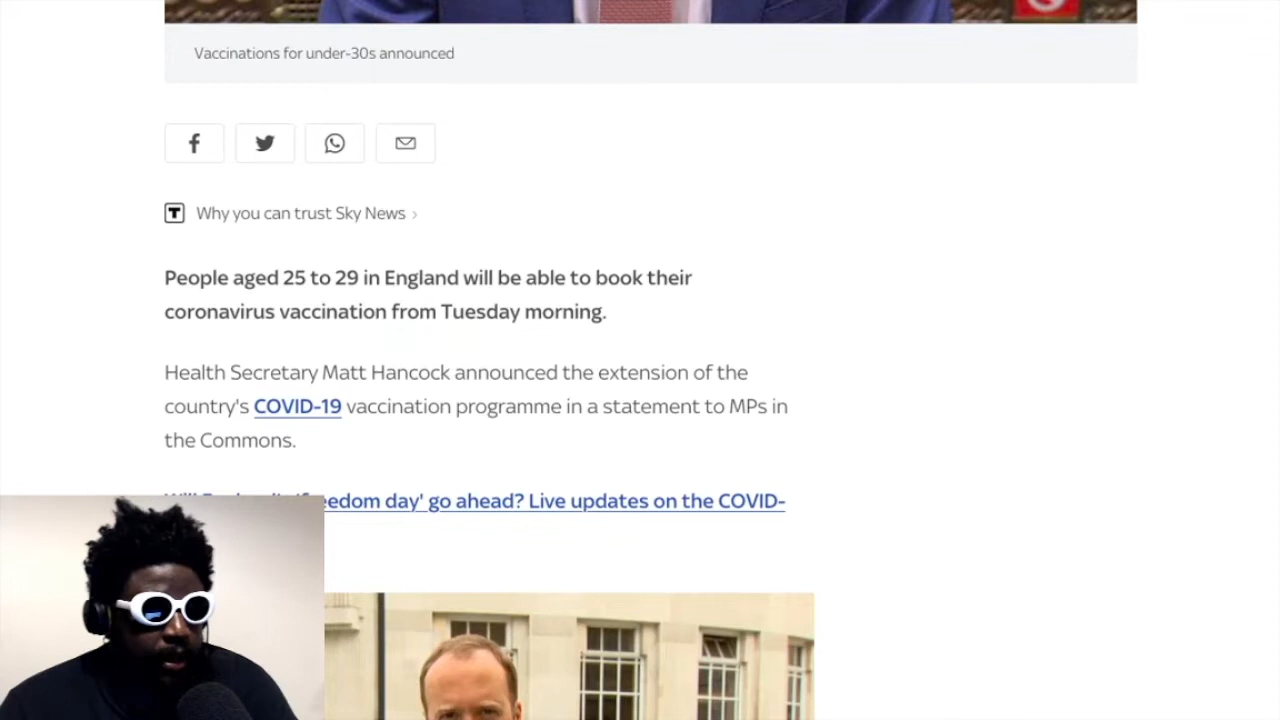 Vaccinations for under-30s announced
Why you can trust Sky News
People aged 25 to 29 in England will be able to book their
coronavirus vaccination from Tuesday morning.
Health Secretary Matt Hancock announced the extension of the
country's COVID-19 vaccination programme in a statement to MPs in
the Commons.
day' go ahead? Live updates on the COVID-